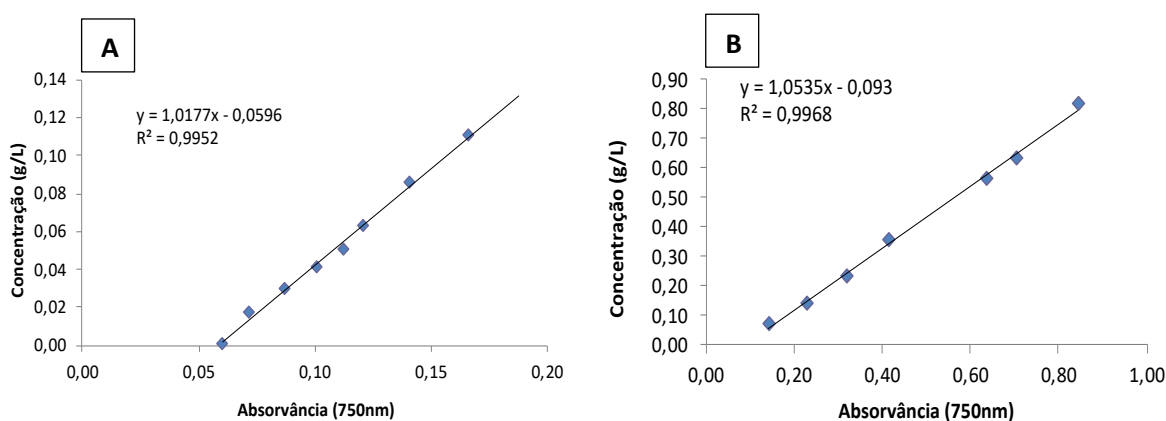 A
y = 1,0177x - 0,0596
R² = 0,9952
Concentração (g/L)
0,14
0,12
0,10
0,08
0,06
0,04
0,02
0,00
0,00 0,05 0,10 0,15 0,20
Absorvância (750nm)
B
y = 1,0535x - 0,093
R² = 0,9968
Concentração (g/L)
0,90
0,80
0,70
0,60
0,50
0,40
0,30
0,20
0,10
0,00
0,00 0,20 0,40 0,60 0,80 1,00
Absorvância (750nm)